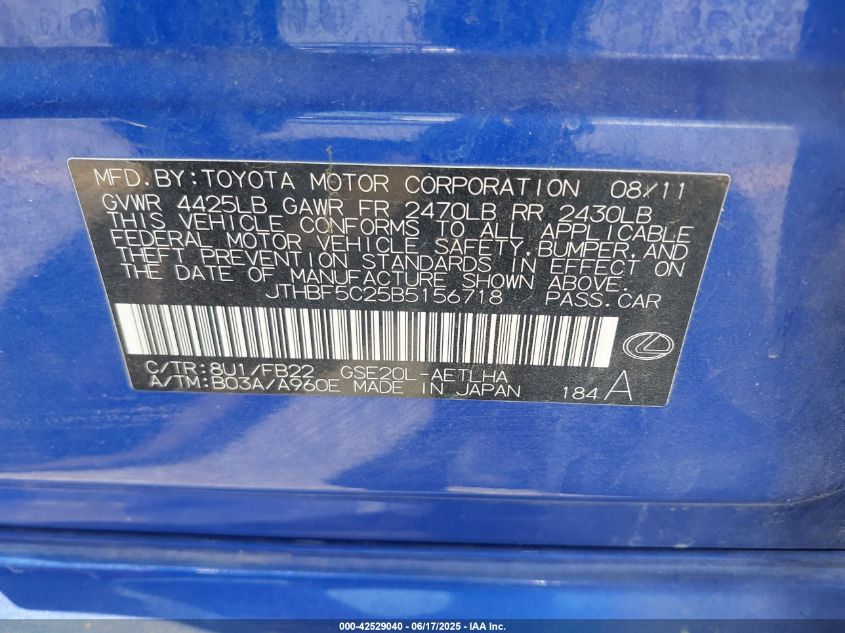 MFD.BY:TOYOTA MOTOR CORPORATION 08/11
GVWR 4425LB GAWR FR 2470LB RR 2430LB
THIS VEHICLE CONFORMS TO ALL APPLICABLE
FEDERAL MOTOR VEHICLE SAFETY, BUMPER, AND
THEFT PREVENTION STANDARDS IN EFFECT ON
THE DATE OF MANUFACTURE SHOWN ABOVE.
JTHBF5C25B5156718 PASS.CAR
C/TR:8U1/FB22 GSE20L-AETLHA
A/TM:B03A/A960E MADE IN JAPAN 184 A
000-42529040 - 06/17/2025 - IAA Inc.